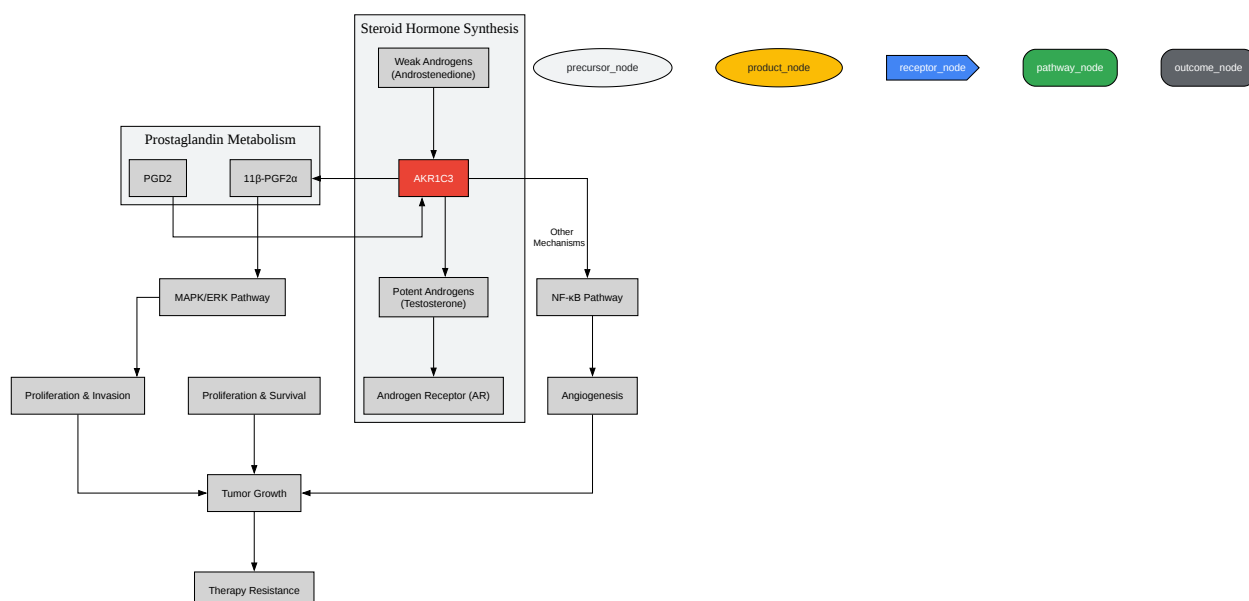 Steroid Hormone Synthesis
Weak Androgens
(Androstenedione)
precursor_node
product_node
receptor_node
pathway_node
outcome_node
Prostaglandin Metabolism
PGD2
11β-PGF2α
AKR1C3
Other
Mechanisms
MAPK/ERK Pathway
Potent Androgens
(Testosterone)
NF-κB Pathway
Proliferation & Invasion
Proliferation & Survival
Androgen Receptor (AR)
Angiogenesis
Tumor Growth
Therapy Resistance